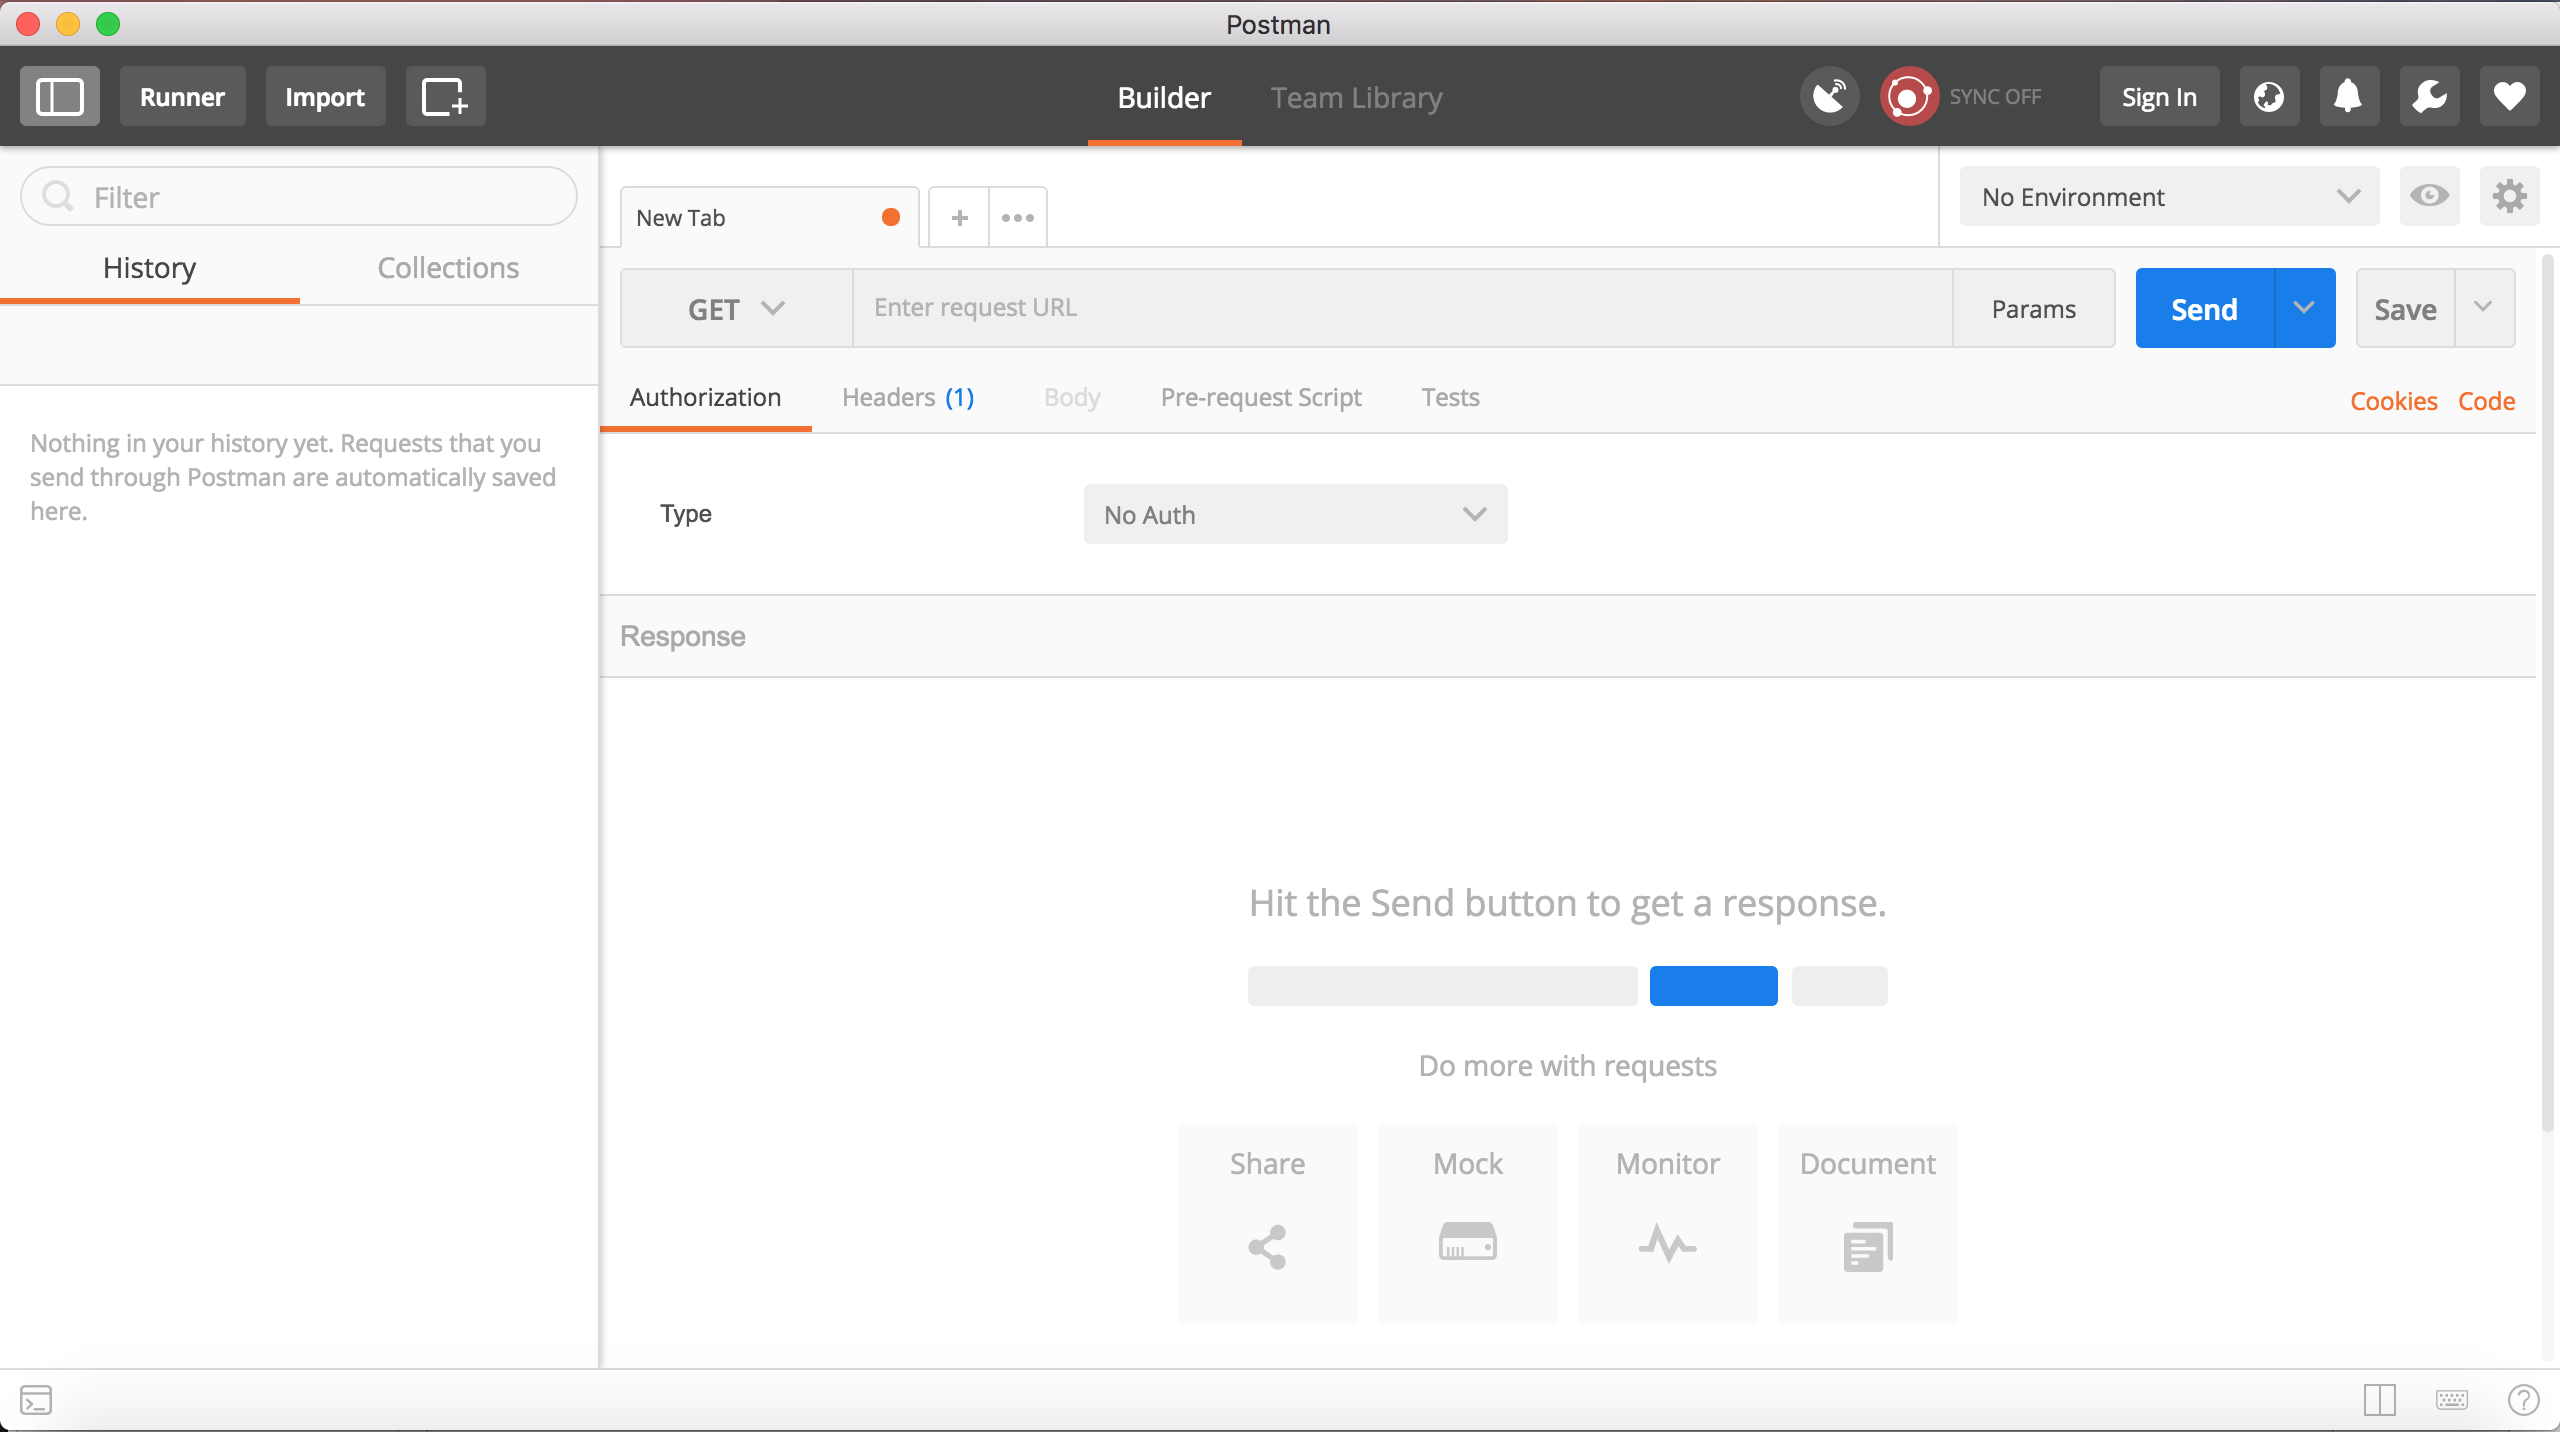 Postman
Runner
Import
Builder
Team Library
SYNC OFF
Sign In
Filter
History
Collections
Nothing in your history yet. Requests that you
send through Postman are automatically saved
here.
New Tab
No Environment
GET
Enter request URL
Params
Send
Save
Authorization
Headers (1)
Body
Pre-request Script
Tests
Cookies
Code
Type
No Auth
Response
Hit the Send button to get a response.
Do more with requests
Share
Mock
Monitor
Document